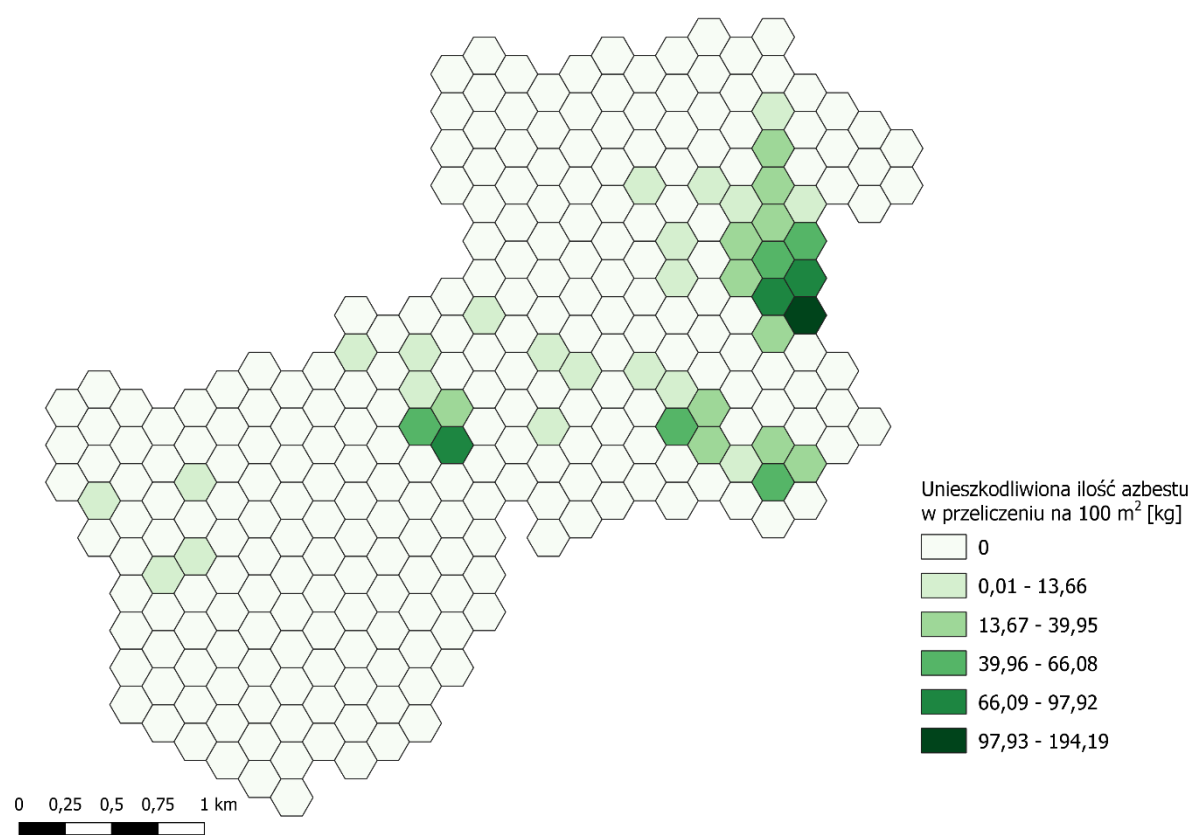 Unieszkodliwiona ilość azbestu
w przeliczeniu na 100 m² [kg]
0
0,01 - 13,66
13,67 - 39,95
39,96 - 66,08
66,09 - 97,92
97,93 - 194,19
0 0,25 0,5 0,75 1 km